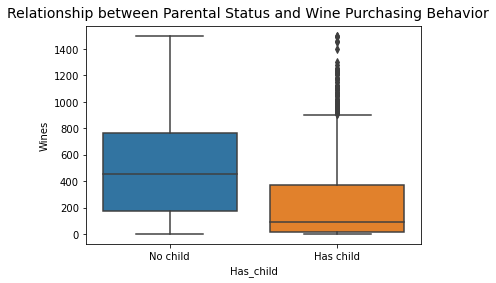 Relationship between Parental Status and Wine Purchasing Behavior
1400
1200
1000
800
600
400
200
0
Wines
No child
Has child
Has_child